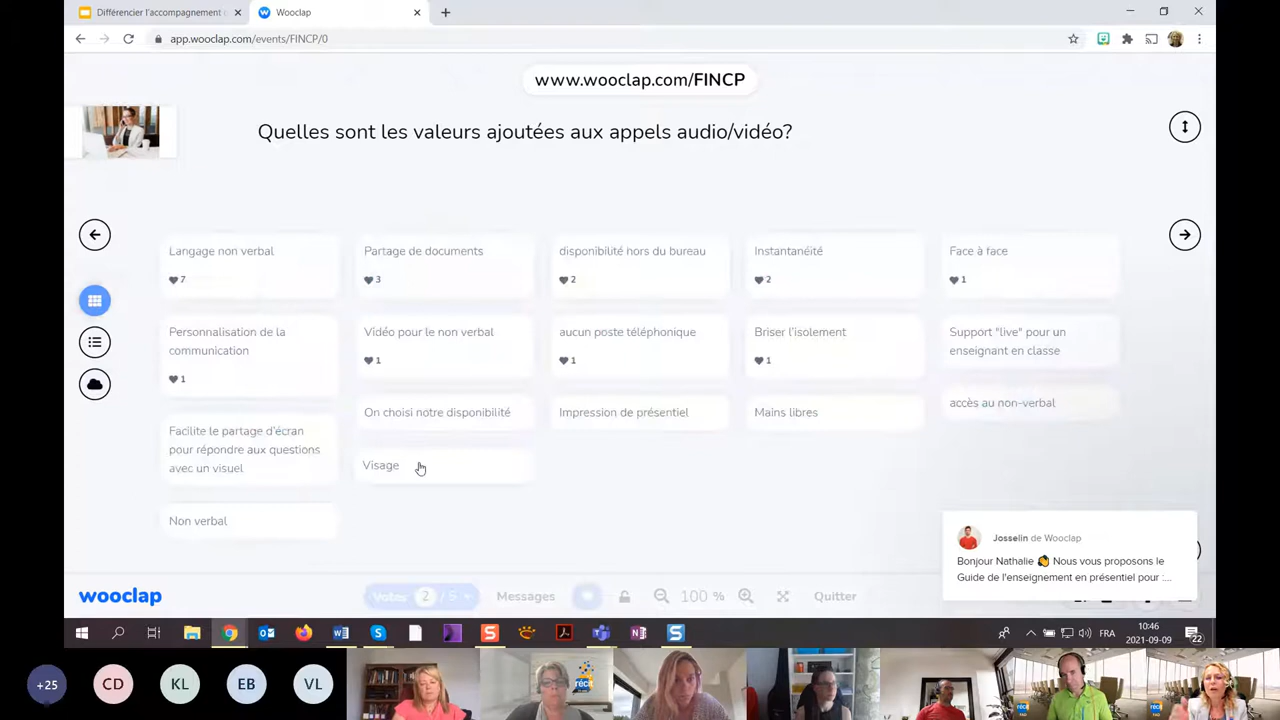 Différencier l'accompagnement
Wooclap
app.wooclap.com/events/FINCP/0
www.wooclap.com/FINCP
Quelles sont les valeurs ajoutées aux appels audio/vidéo?
Langage non verbal
7
Partage de documents
3
disponibilité hors du bureau
2
Instantanéité
2
Face à face
1
Personnalisation de la
communication
1
Vidéo pour le non verbal
1
aucun poste téléphonique
1
Briser l'isolement
1
Support "live" pour un
enseignant en classe
On choisi notre disponibilité
Impression de présentiel
Mains libres
accès au non-verbal
Facilite le partage d'écran
pour répondre aux questions
avec un visuel
Visage
Non verbal
Josselin de Wooclap
Bonjour Nathalie 👋 Nous vous proposons le
Guide de l'enseignement en présentiel pour :...
wooclap
Votes 2
Messages
100 %
Quitter
FRA
10:46
2021-09-09
22
+25
CD
KL
EB
VL
récit